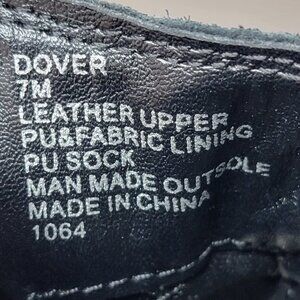 DOVER
7M
LEATHER UPPER
PU&FABRIC LINING
PU SOCK
MAN MADE OUTSOLE
MADE IN CHINA
1064